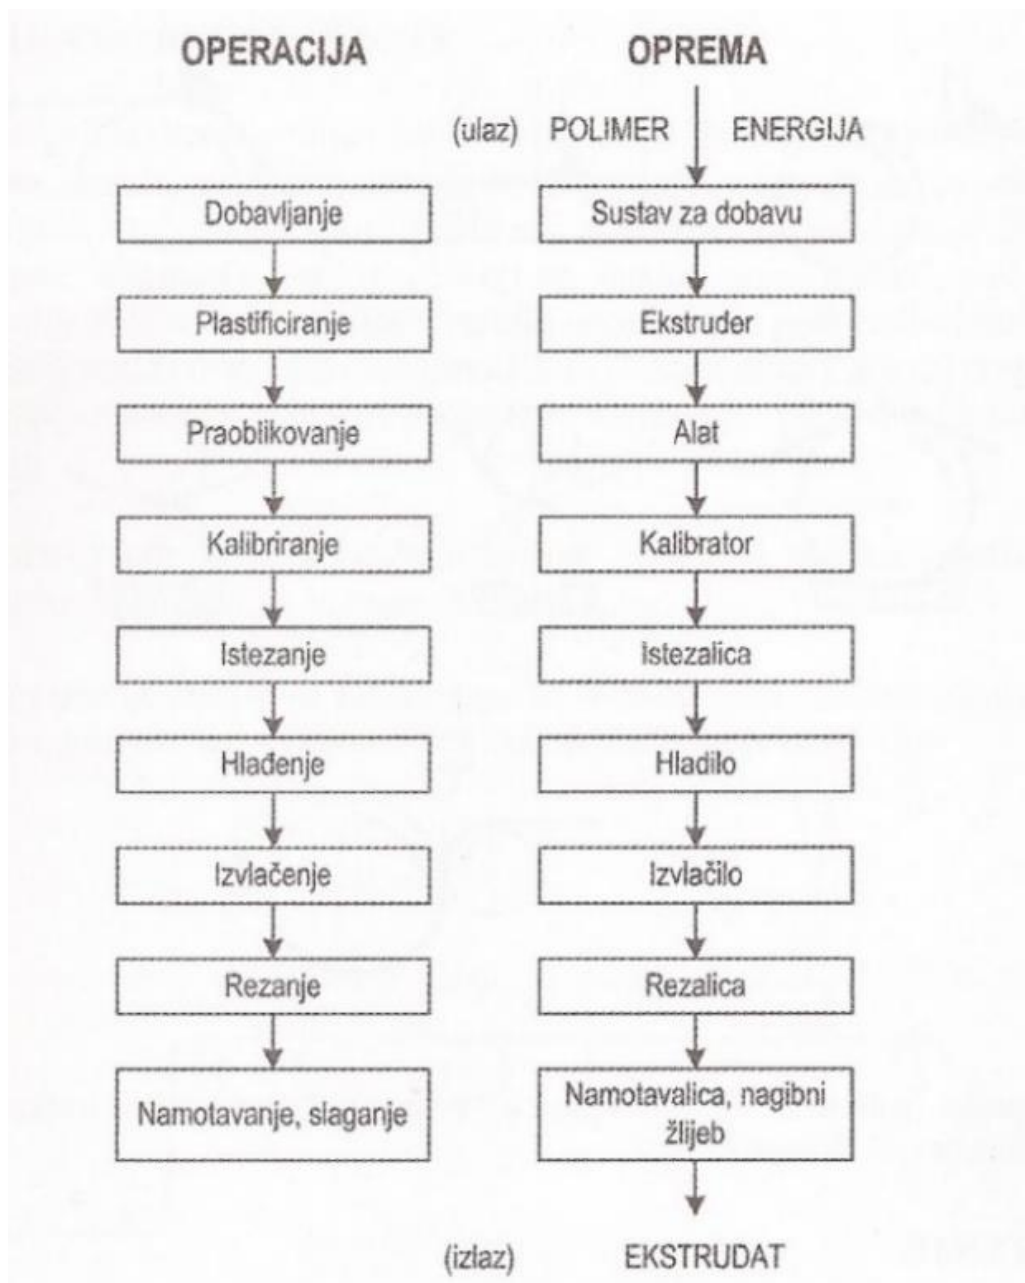 OPERACIJA OPREMA
(ulaz) POLIMER ENERGIJA
Dobavljanje Sustav za dobavu
Plastificiranje Ekstruder
Praoblikovanje Alat
Kalibriranje Kalibrator
Istezanje Istezalica
Hlađenje Hladilo
Izvlačenje Izvlačilo
Rezanje Rezalica
Namotavanje, slaganje Namotavalica, nagibni
žlijeb
(izlaz) EKSTRUDAT